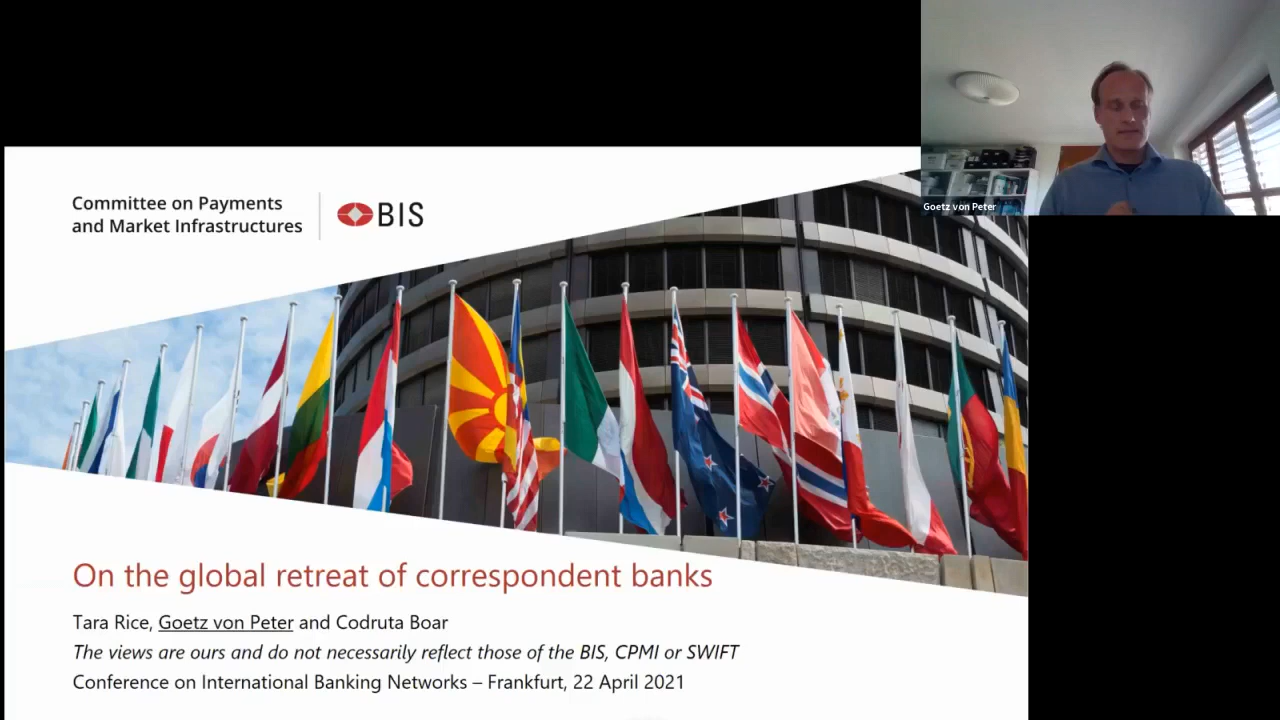 Committee on Payments
and Market Infrastructures
BIS
Goetz von Peter
On the global retreat of correspondent banks
Tara Rice, Goetz von Peter and Codruta Boar
The views are ours and do not necessarily reflect those of the BIS, CPMI or SWIFT
Conference on International Banking Networks – Frankfurt, 22 April 2021